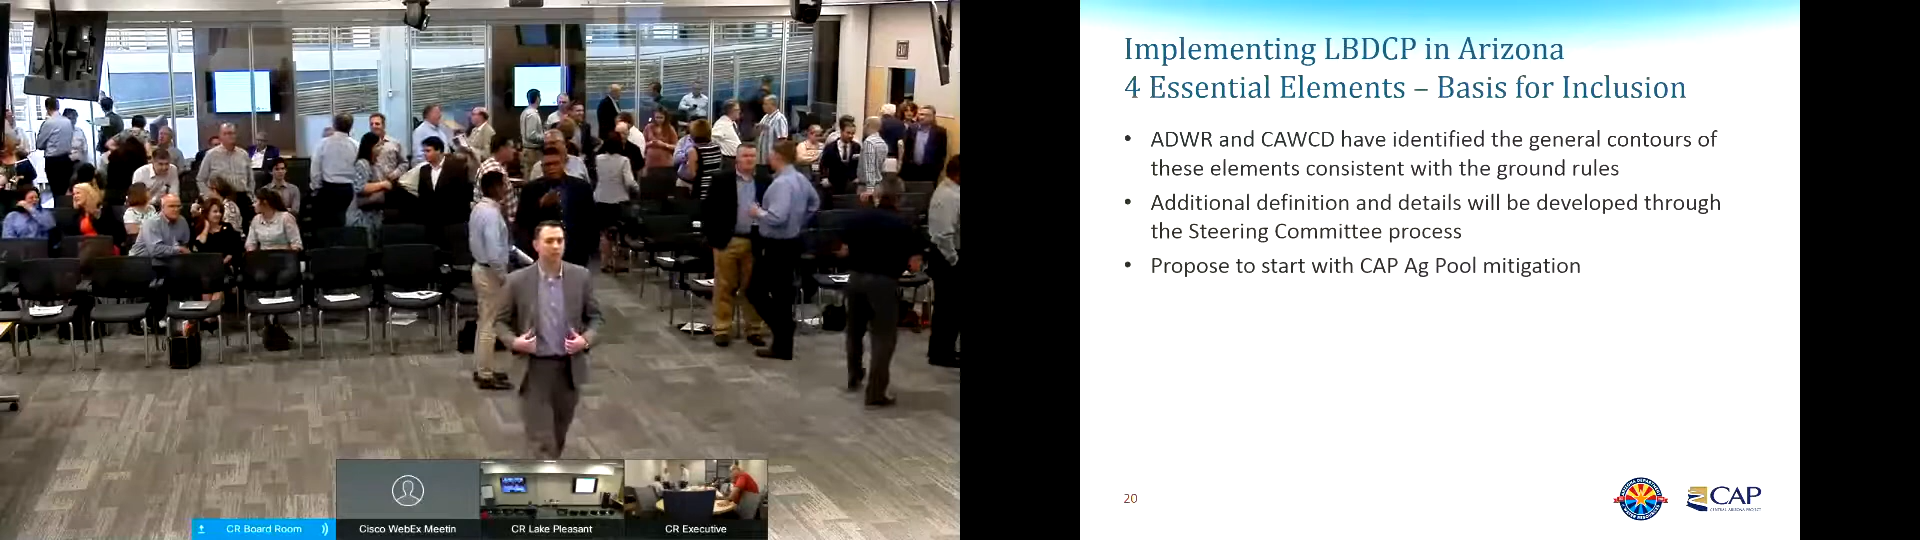 Implementing LBDCP in Arizona
4 Essential Elements – Basis for Inclusion
• ADWR and CAWCD have identified the general contours of
these elements consistent with the ground rules
• Additional definition and details will be developed through
the Steering Committee process
• Propose to start with CAP Ag Pool mitigation
20
CAP
CENTRAL ARIZONA PROJECT
CR Board Room
Cisco WebEx Meetin
CR Lake Pleasant
CR Executive